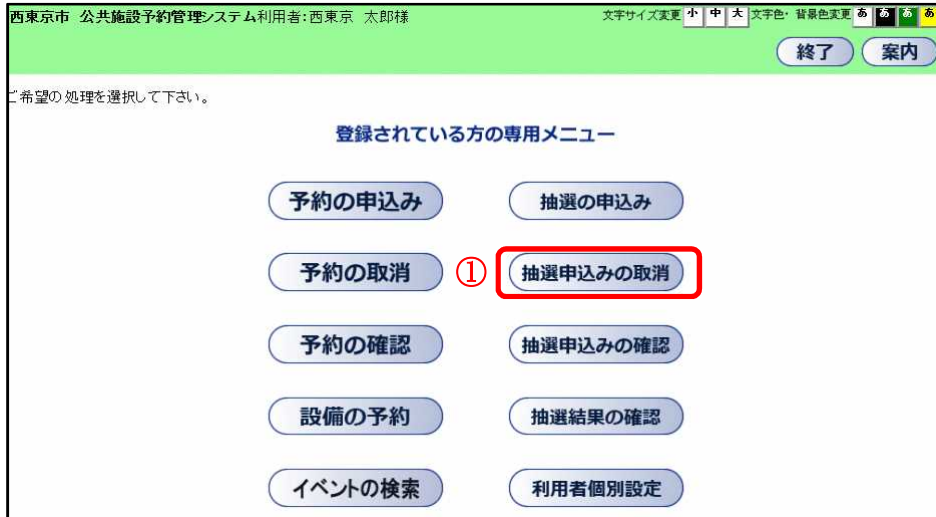 西東京市 公共施設予約管理システム利用者:西東京 太郎様 文字サイズ変更 小 中 大 文字色・背景色変更 あ あ あ あ
終了 案内
ご希望の処理を選択して下さい。
登録されている方の専用メニュー
予約の申込み 抽選の申込み
予約の取消 ① 抽選申込みの取消
予約の確認 抽選申込みの確認
設備の予約 抽選結果の確認
イベントの検索 利用者個別設定